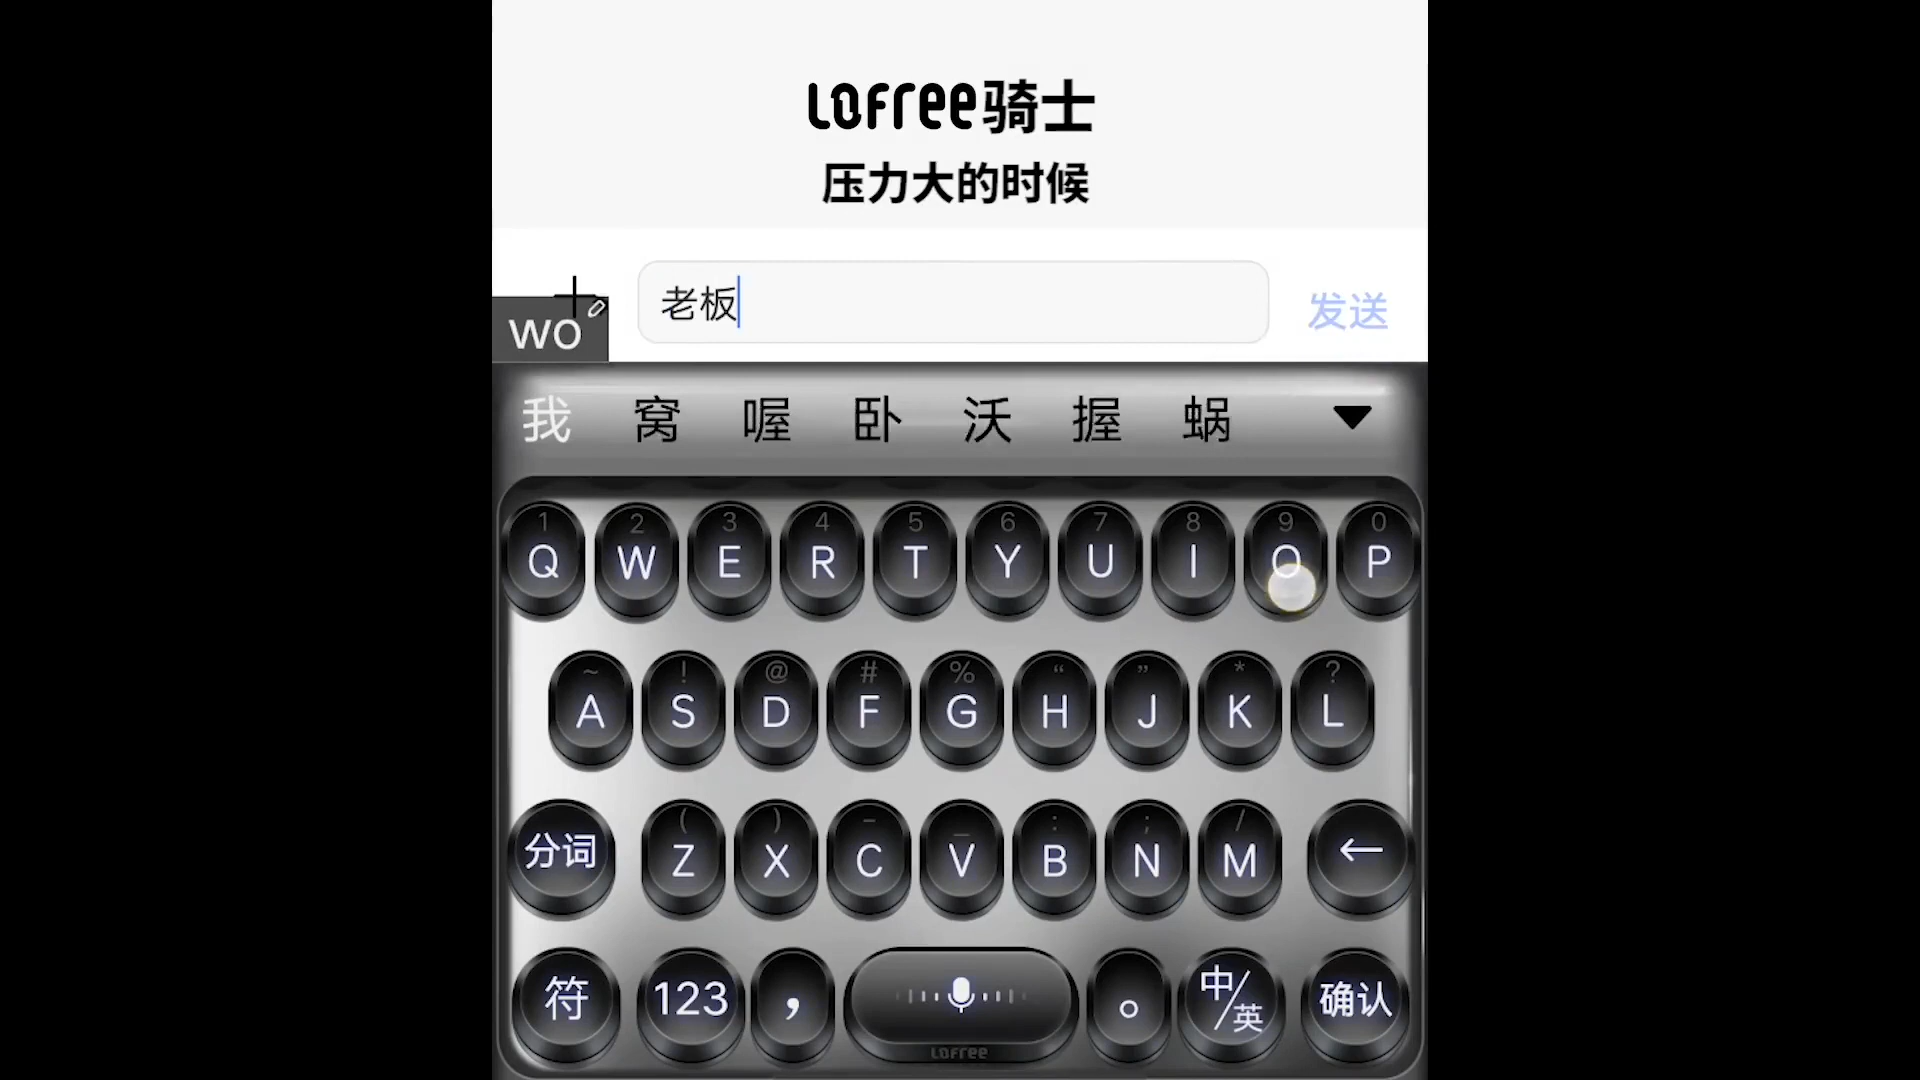 LOFREE骑士
压力大的时候
老板
发送
wo
我 窝 喔 卧 沃 握 蜗
1 2 3 4 5 6 7 8 9 0
Q W E R T Y U I O P
~ ! @ # % “ ” * ?
A S D F G H J K L
( ) - _ : ; /
分词 Z X C V B N M ←
符 123 , 。 中/英 确认
LOFREE